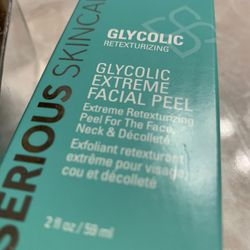 SERIOUS SKINCA
GLYCOLIC
RETEXTURIZING
GLYCOLIC
EXTREME
FACIAL PEEL
Extreme Retexturizing
Peel For The Face,
Neck & Décolleté
Exfoliant retexturant
extrême pour visage,
cou et décolleté
2 fl oz / 59 ml